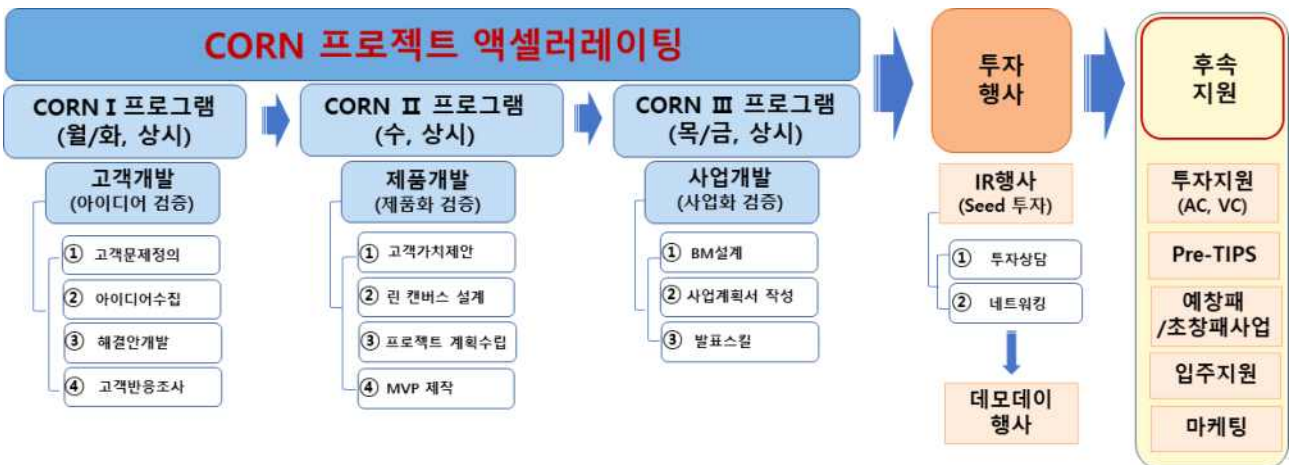 CORN 프로젝트 액셀러레이팅
CORN Ⅰ 프로그램
(월/화, 상시)
고객개발
(아이디어 검증)
① 고객문제정의
② 아이디어수집
③ 해결안개발
④ 고객반응조사
CORN Ⅱ 프로그램
(수, 상시)
제품개발
(제품화 검증)
① 고객가치제안
② 린 캔버스 설계
③ 프로젝트 계획수립
④ MVP 제작
CORN Ⅲ 프로그램
(목/금, 상시)
사업개발
(사업화 검증)
① BM설계
② 사업계획서 작성
③ 발표스킬
투자
행사
IR행사
(Seed 투자)
① 투자상담
② 네트워킹
데모데이
행사
후속
지원
투자지원
(AC, VC)
Pre-TIPS
예창패
/초창패사업
입주지원
마케팅